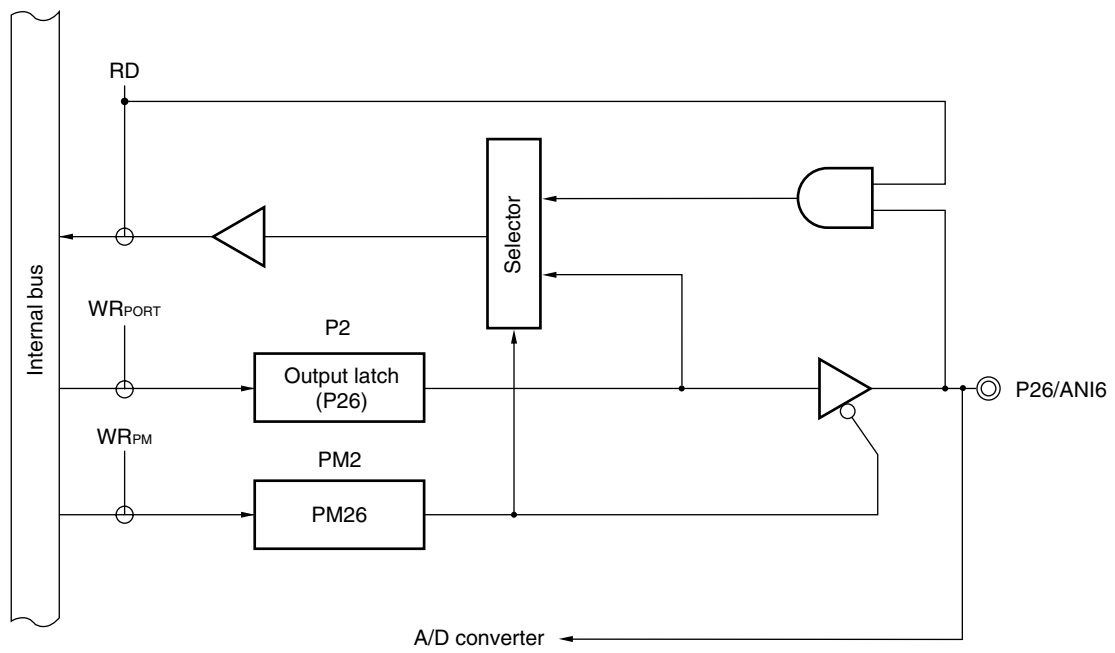 RD
Selector
Internal bus
WRPORT
P2
Output latch
(P26)
P26/ANI6
WRPM
PM2
PM26
A/D converter